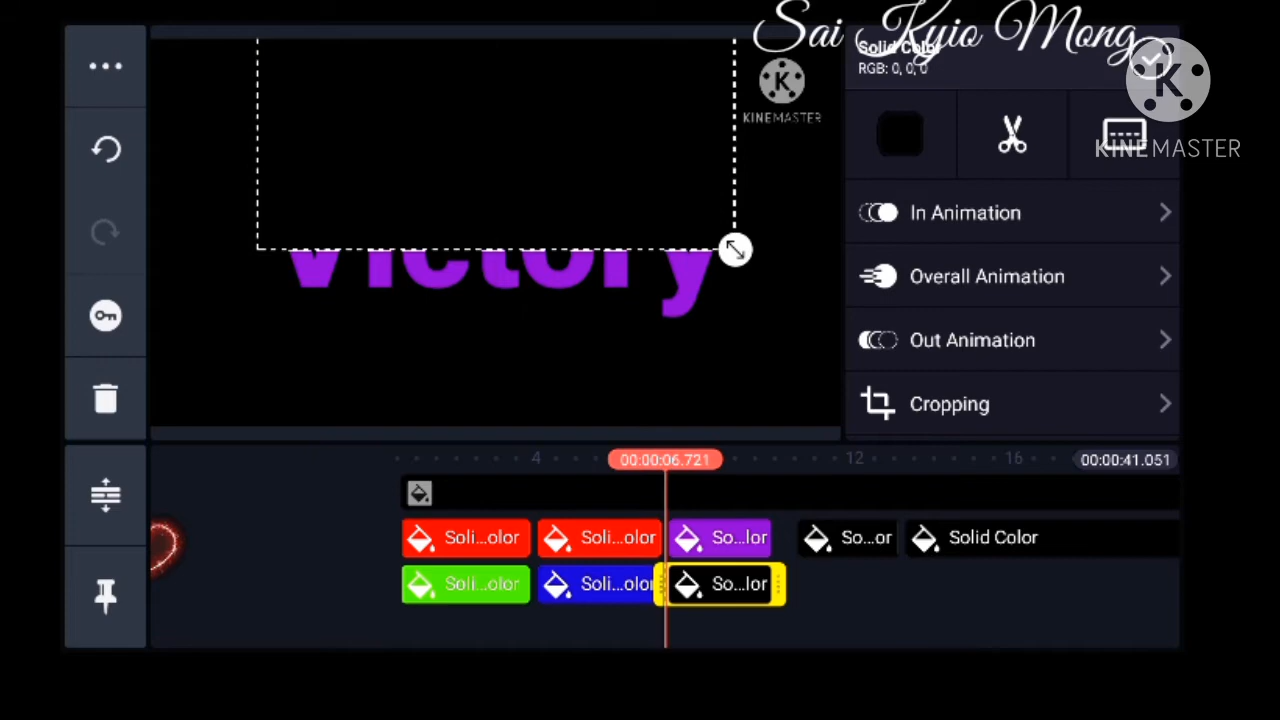 Sai Kyio Mong
Solid Color
RGB: 0, 0, 0
KINEMASTER
KINEMASTER
In Animation
Overall Animation
Out Animation
Cropping
Victory
4
00:00:06.721
12
16
00:00:41.051
Soli...olor
Soli...olor
So...lor
So...or
Solid Color
Soli...olor
Soli...olor
So...lor